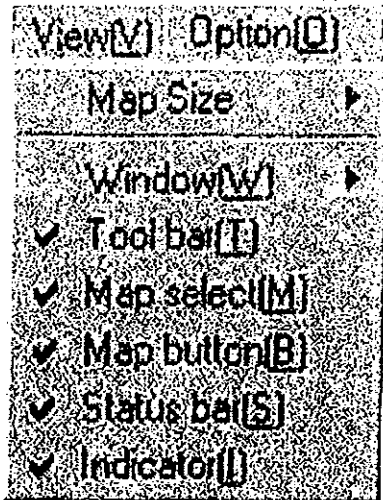 View(V) Option(O)
Map Size
Window(W)
Tool bar(T)
Map select(M)
Map button(B)
Status bar(S)
Indicator(I)